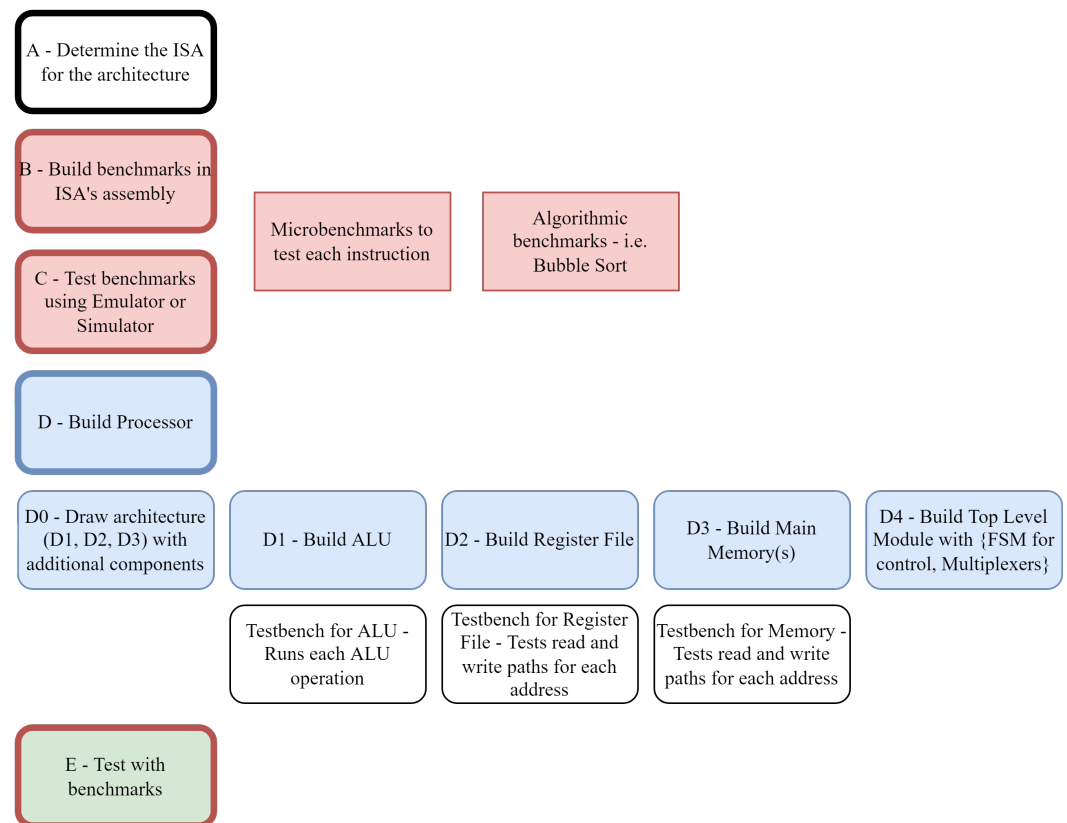 A - Determine the ISA
for the architecture
B - Build benchmarks in
ISA's assembly
Microbenchmarks to
test each instruction
Algorithmic
benchmarks - i.e.
Bubble Sort
C - Test benchmarks
using Emulator or
Simulator
D - Build Processor
D0 - Draw architecture
(D1, D2, D3) with
additional components
D1 - Build ALU
D2 - Build Register File
D3 - Build Main
Memory(s)
D4 - Build Top Level
Module with {FSM for
control, Multiplexers}
Testbench for ALU -
Runs each ALU
operation
Testbench for Register
File - Tests read and
write paths for each
address
Testbench for Memory -
Tests read and write
paths for each address
E - Test with
benchmarks